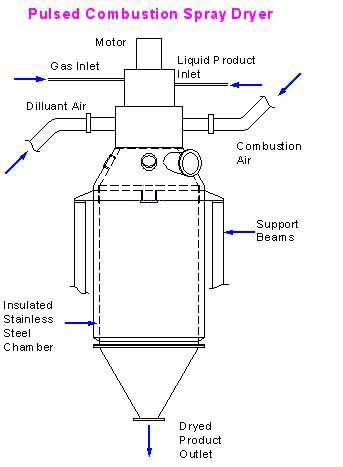 Pulsed Combustion Spray Dryer
Motor
Gas Inlet
Liquid Product
Inlet
Dilluant Air
Combustion
Air
Support
Beams
Insulated
Stainless
Steel
Chamber
Dryed
Product
Outlet